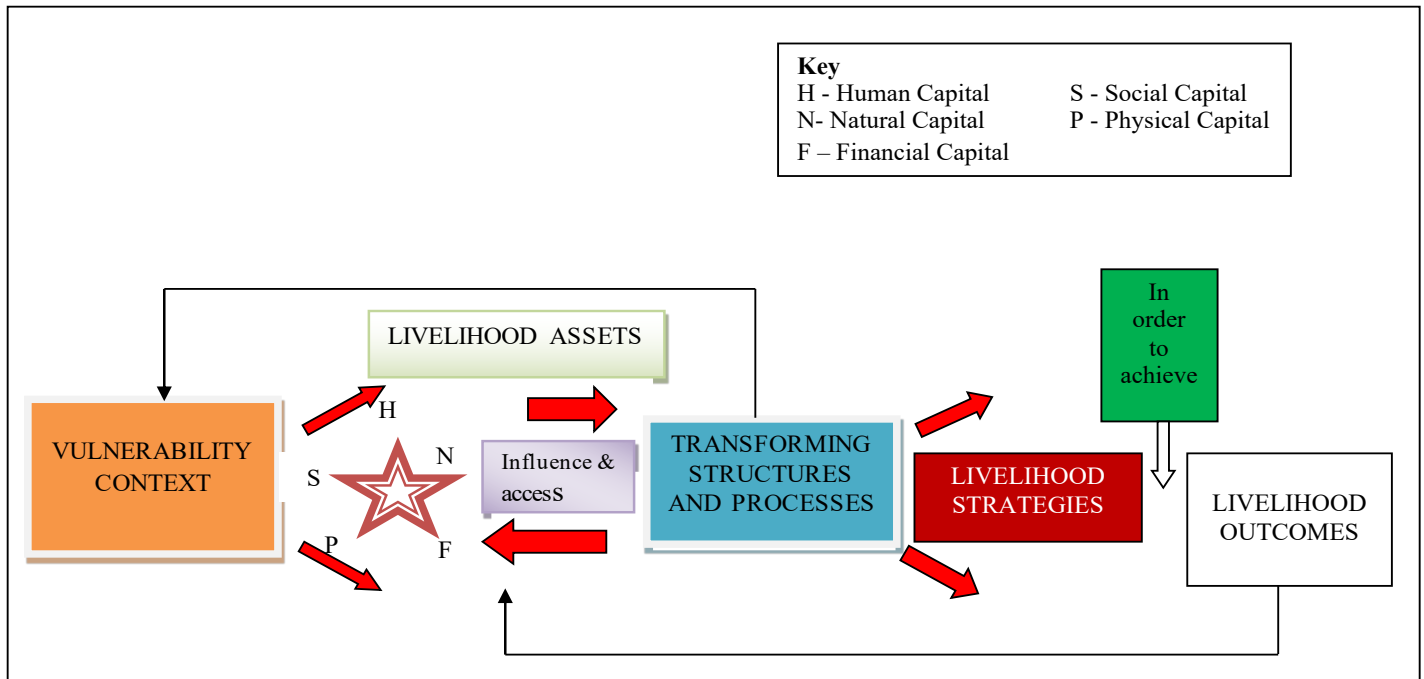 Key
H - Human Capital S - Social Capital
N- Natural Capital P - Physical Capital
F – Financial Capital
In
order
to
achieve
LIVELIHOOD ASSETS
H
VULNERABILITY
CONTEXT
S
N
P
F
Influence &
access
TRANSFORMING
STRUCTURES
AND PROCESSES
LIVELIHOOD
STRATEGIES
LIVELIHOOD
OUTCOMES